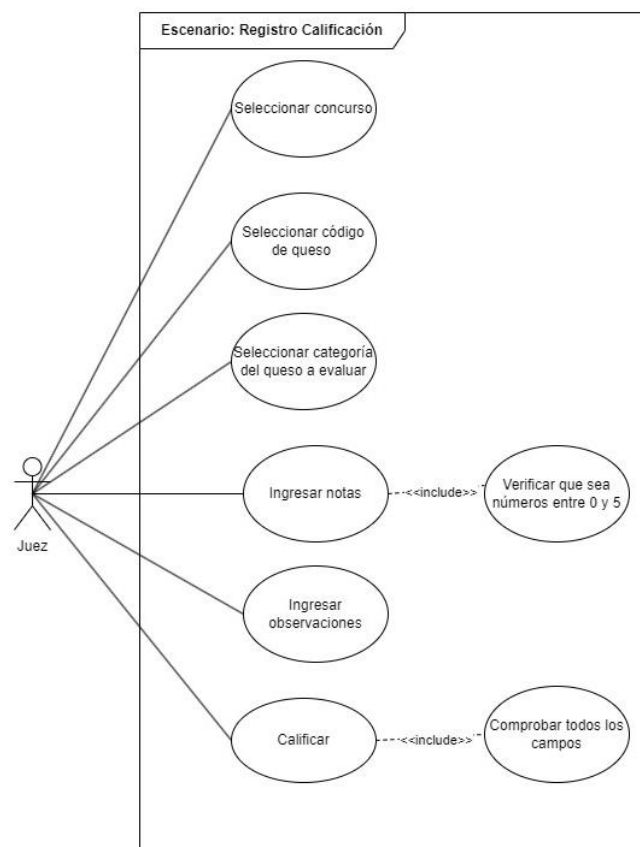 Escenario: Registro Calificación
Seleccionar concurso
Seleccionar código
de queso
Seleccionar categoría
del queso a evaluar
Ingresar notas
<<include>>
Verificar que sea
números entre 0 y 5
Juez
Ingresar
observaciones
Calificar
<<include>>
Comprobar todos los
campos